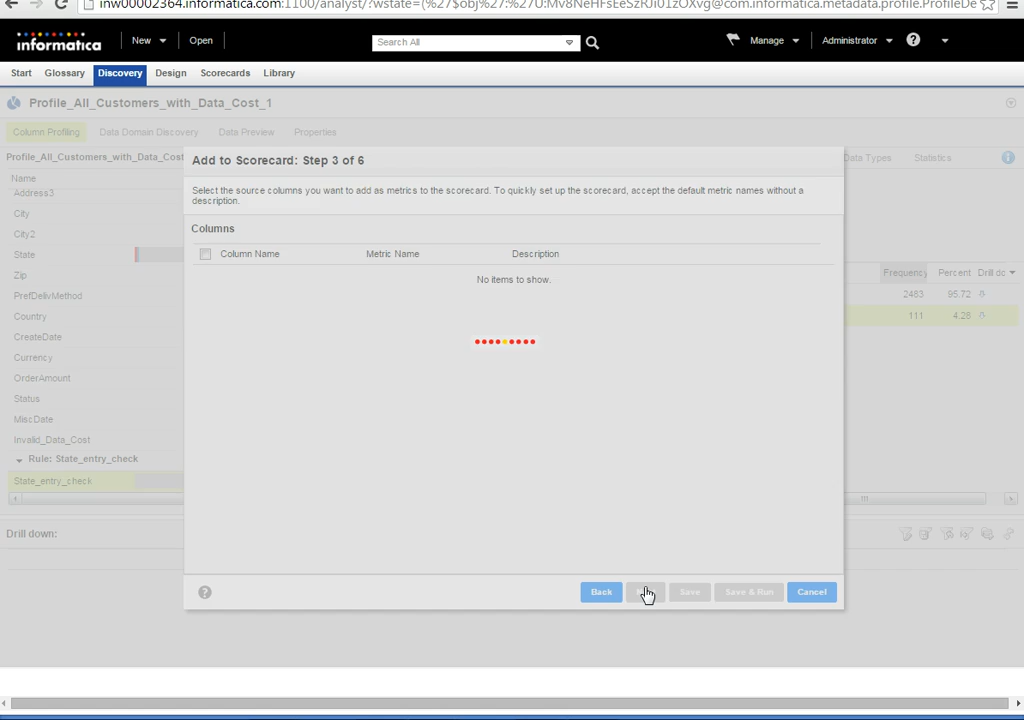 inw00002364.informatica.com:1100/analyst/?wstate=(%27$obj%27:%27U:Mv8NeHFsEeSzRJi01zOXvg@com.informatica.metadata.profile.ProfileDe
informatica New Open Search All Manage Administrator ?
Start Glossary Discovery Design Scorecards Library
Profile_All_Customers_with_Data_Cost_1
Column Profiling Data Domain Discovery Data Preview Properties
Profile_All_Customers_with_Data_Cost Data Types Statistics
Add to Scorecard: Step 3 of 6
Name
Select the source columns you want to add as metrics to the scorecard. To quickly set up the scorecard, accept the default metric names without a
description.
Address3
City
Columns
City2
State
Column Name Metric Name Description
Zip
Frequency Percent Drill dc
No items to show.
PrefDelivMethod
2483 95.72
Country
111 4.28
CreateDate
Currency
OrderAmount
Status
MiscDate
Invalid_Data_Cost
Rule: State_entry_check
State_entry_check
Drill down:
? Back Save Save & Run Cancel